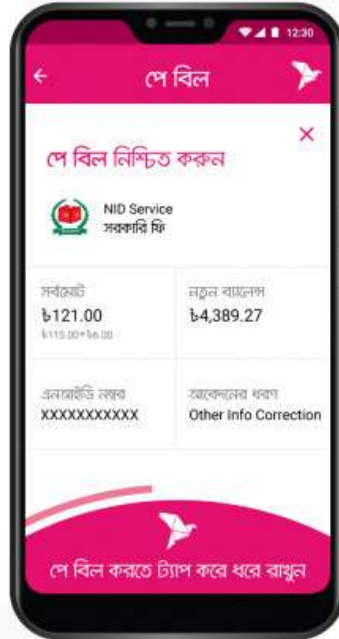 12:30
পে বিল
পে বিল নিশ্চিত করুন
NID Service
সরকারি ফি
সর্বমোট
৳121.00
৳115.00+৳6.00
নতুন ব্যালেন্স
৳4,389.27
এনআইডি নম্বর
XXXXXXXXXXX
আবেদনের ধরণ
Other Info Correction
পে বিল করতে ট্যাপ করে ধরে রাখুন